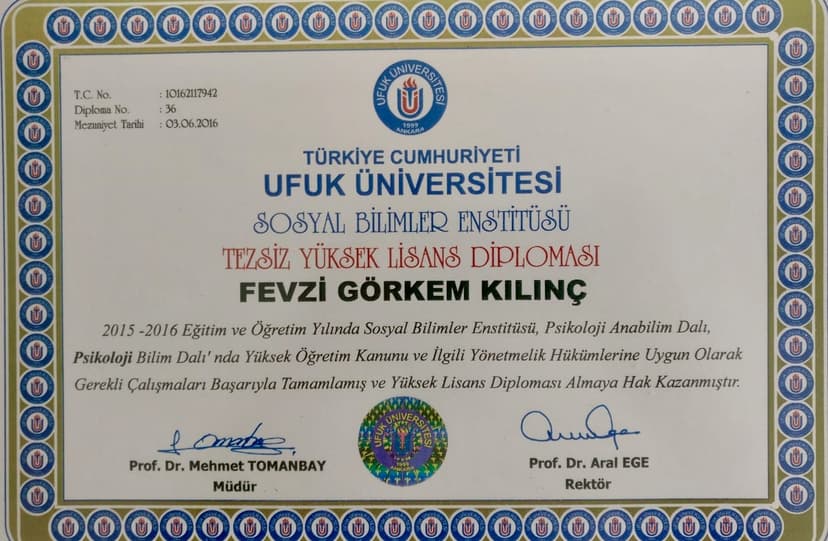 T.C. No. : 10162117942
Diploma No. : 36
Mezuniyet Tarihi : 03.06.2016
UFUK ÜNİVERSİTESİ
1999
ANKARA
TÜRKİYE CUMHURİYETİ
UFUK ÜNİVERSİTESİ
SOSYAL BİLİMLER ENSTİTÜSÜ
TEZSİZ YÜKSEK LİSANS DİPLOMASI
FEVZİ GÖRKEM KILINÇ
2015 -2016 Eğitim ve Öğretim Yılında Sosyal Bilimler Enstitüsü, Psikoloji Anabilim Dalı,
Psikoloji Bilim Dalı' nda Yüksek Öğretim Kanunu ve İlgili Yönetmelik Hükümlerine Uygun Olarak
Gerekli Çalışmaları Başarıyla Tamamlamış ve Yüksek Lisans Diploması Almaya Hak Kazanmıştır.
UFUK ÜNİVERSİTESİ
1999
ANKARA
Prof. Dr. Mehmet TOMANBAY
Müdür
Prof. Dr. Aral EGE
Rektör